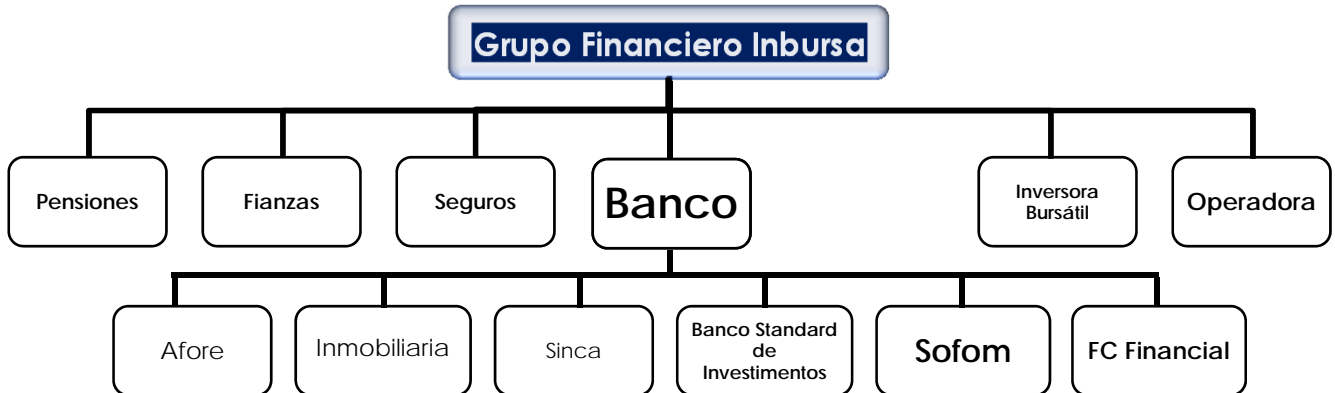 Grupo Financiero Inbursa
Pensiones
Fianzas
Seguros
Banco
Inversora
Bursátil
Operadora
Afore
Inmobiliaria
Sinca
Banco Standard
de
Investimentos
Sofom
FC Financial